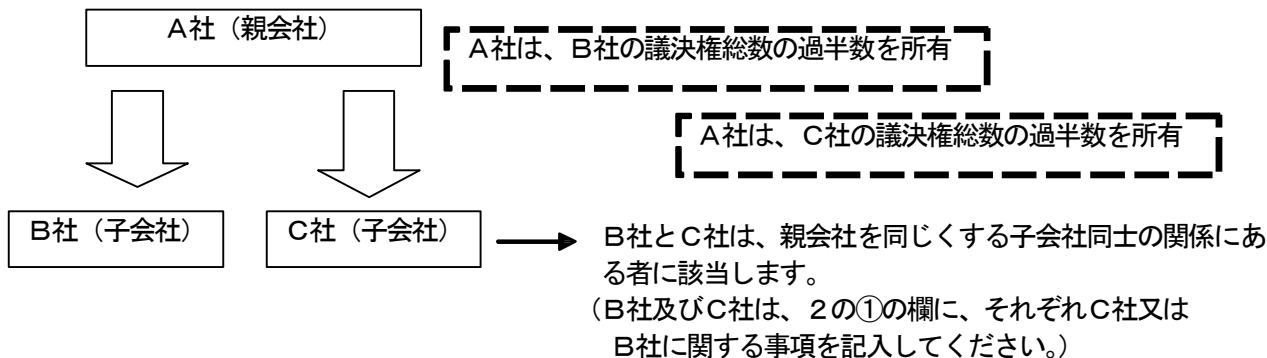 A社（親会社）
A社は、B社の議決権総数の過半数を所有
A社は、C社の議決権総数の過半数を所有
B社（子会社）
C社（子会社）
B社とC社は、親会社を同じくする子会社同士の関係にあ
る者に該当します。
（B社及びC社は、２の①の欄に、それぞれC社又は
B社に関する事項を記入してください。）